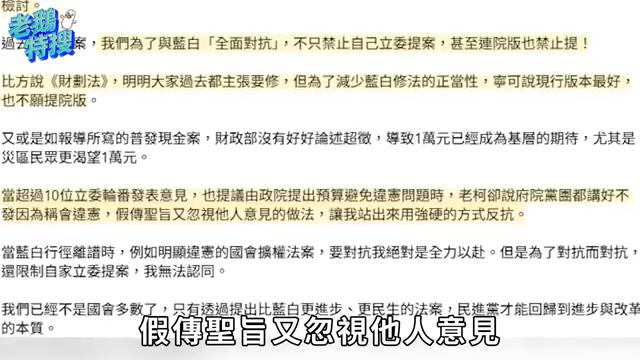 檢討。
老鵝特搜
過去案，我們為了與藍白「全面對抗」，不只禁止自己立委提案，甚至連院版也禁止提！
比方說《財劃法》，明明大家過去都主張要修，但為了減少藍白修法的正當性，寧可說現行版本最好，
也不願提院版。
又或是如報導所寫的普發現金案，財政部沒有好好論述超徵，導致1萬元已經成為基層的期待，尤其是
災區民眾更渴望1萬元。
當超過10位立委輪番發表意見，也提議由政院提出預算避免違憲問題時，老柯卻說府院黨團都講好不
發因為稱會違憲，假傳聖旨又忽視他人意見的做法，讓我站出來用強硬的方式反抗。
當藍白行徑離譜時，例如明顯違憲的國會擴權法案，要對抗我絕對是全力以赴。但是為了對抗而對抗，
還限制自家立委提案，我無法認同。
我們已經不是國會多數了，只有透過提出比藍白更進步、更民生的法案，民進黨才能回歸到進步與改革
的本質。
假傳聖旨又忽視他人意見